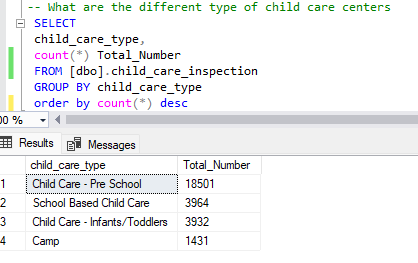 -- What are the different type of child care centers
SELECT
child_care_type,
count(*) Total_Number
FROM [dbo].child_care_inspection
GROUP BY child_care_type
order by count(*) desc
00 %
Results Messages
child_care_type Total_Number
1 Child Care - Pre School 18501
2 School Based Child Care 3964
3 Child Care - Infants/Toddlers 3932
4 Camp 1431